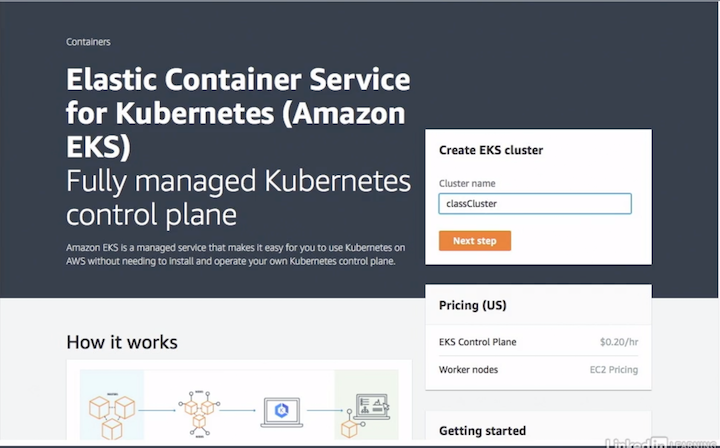 Containers
Elastic Container Service
for Kubernetes (Amazon
EKS)
Fully managed Kubernetes
control plane
Amazon EKS is a managed service that makes it easy for you to use Kubernetes on
AWS without needing to install and operate your own Kubernetes control plane.
Create EKS cluster
Cluster name
classCluster
Next step
Pricing (US)
EKS Control Plane $0.20/hr
Worker nodes EC2 Pricing
How it works
Getting started
LinkedIn LEARNING